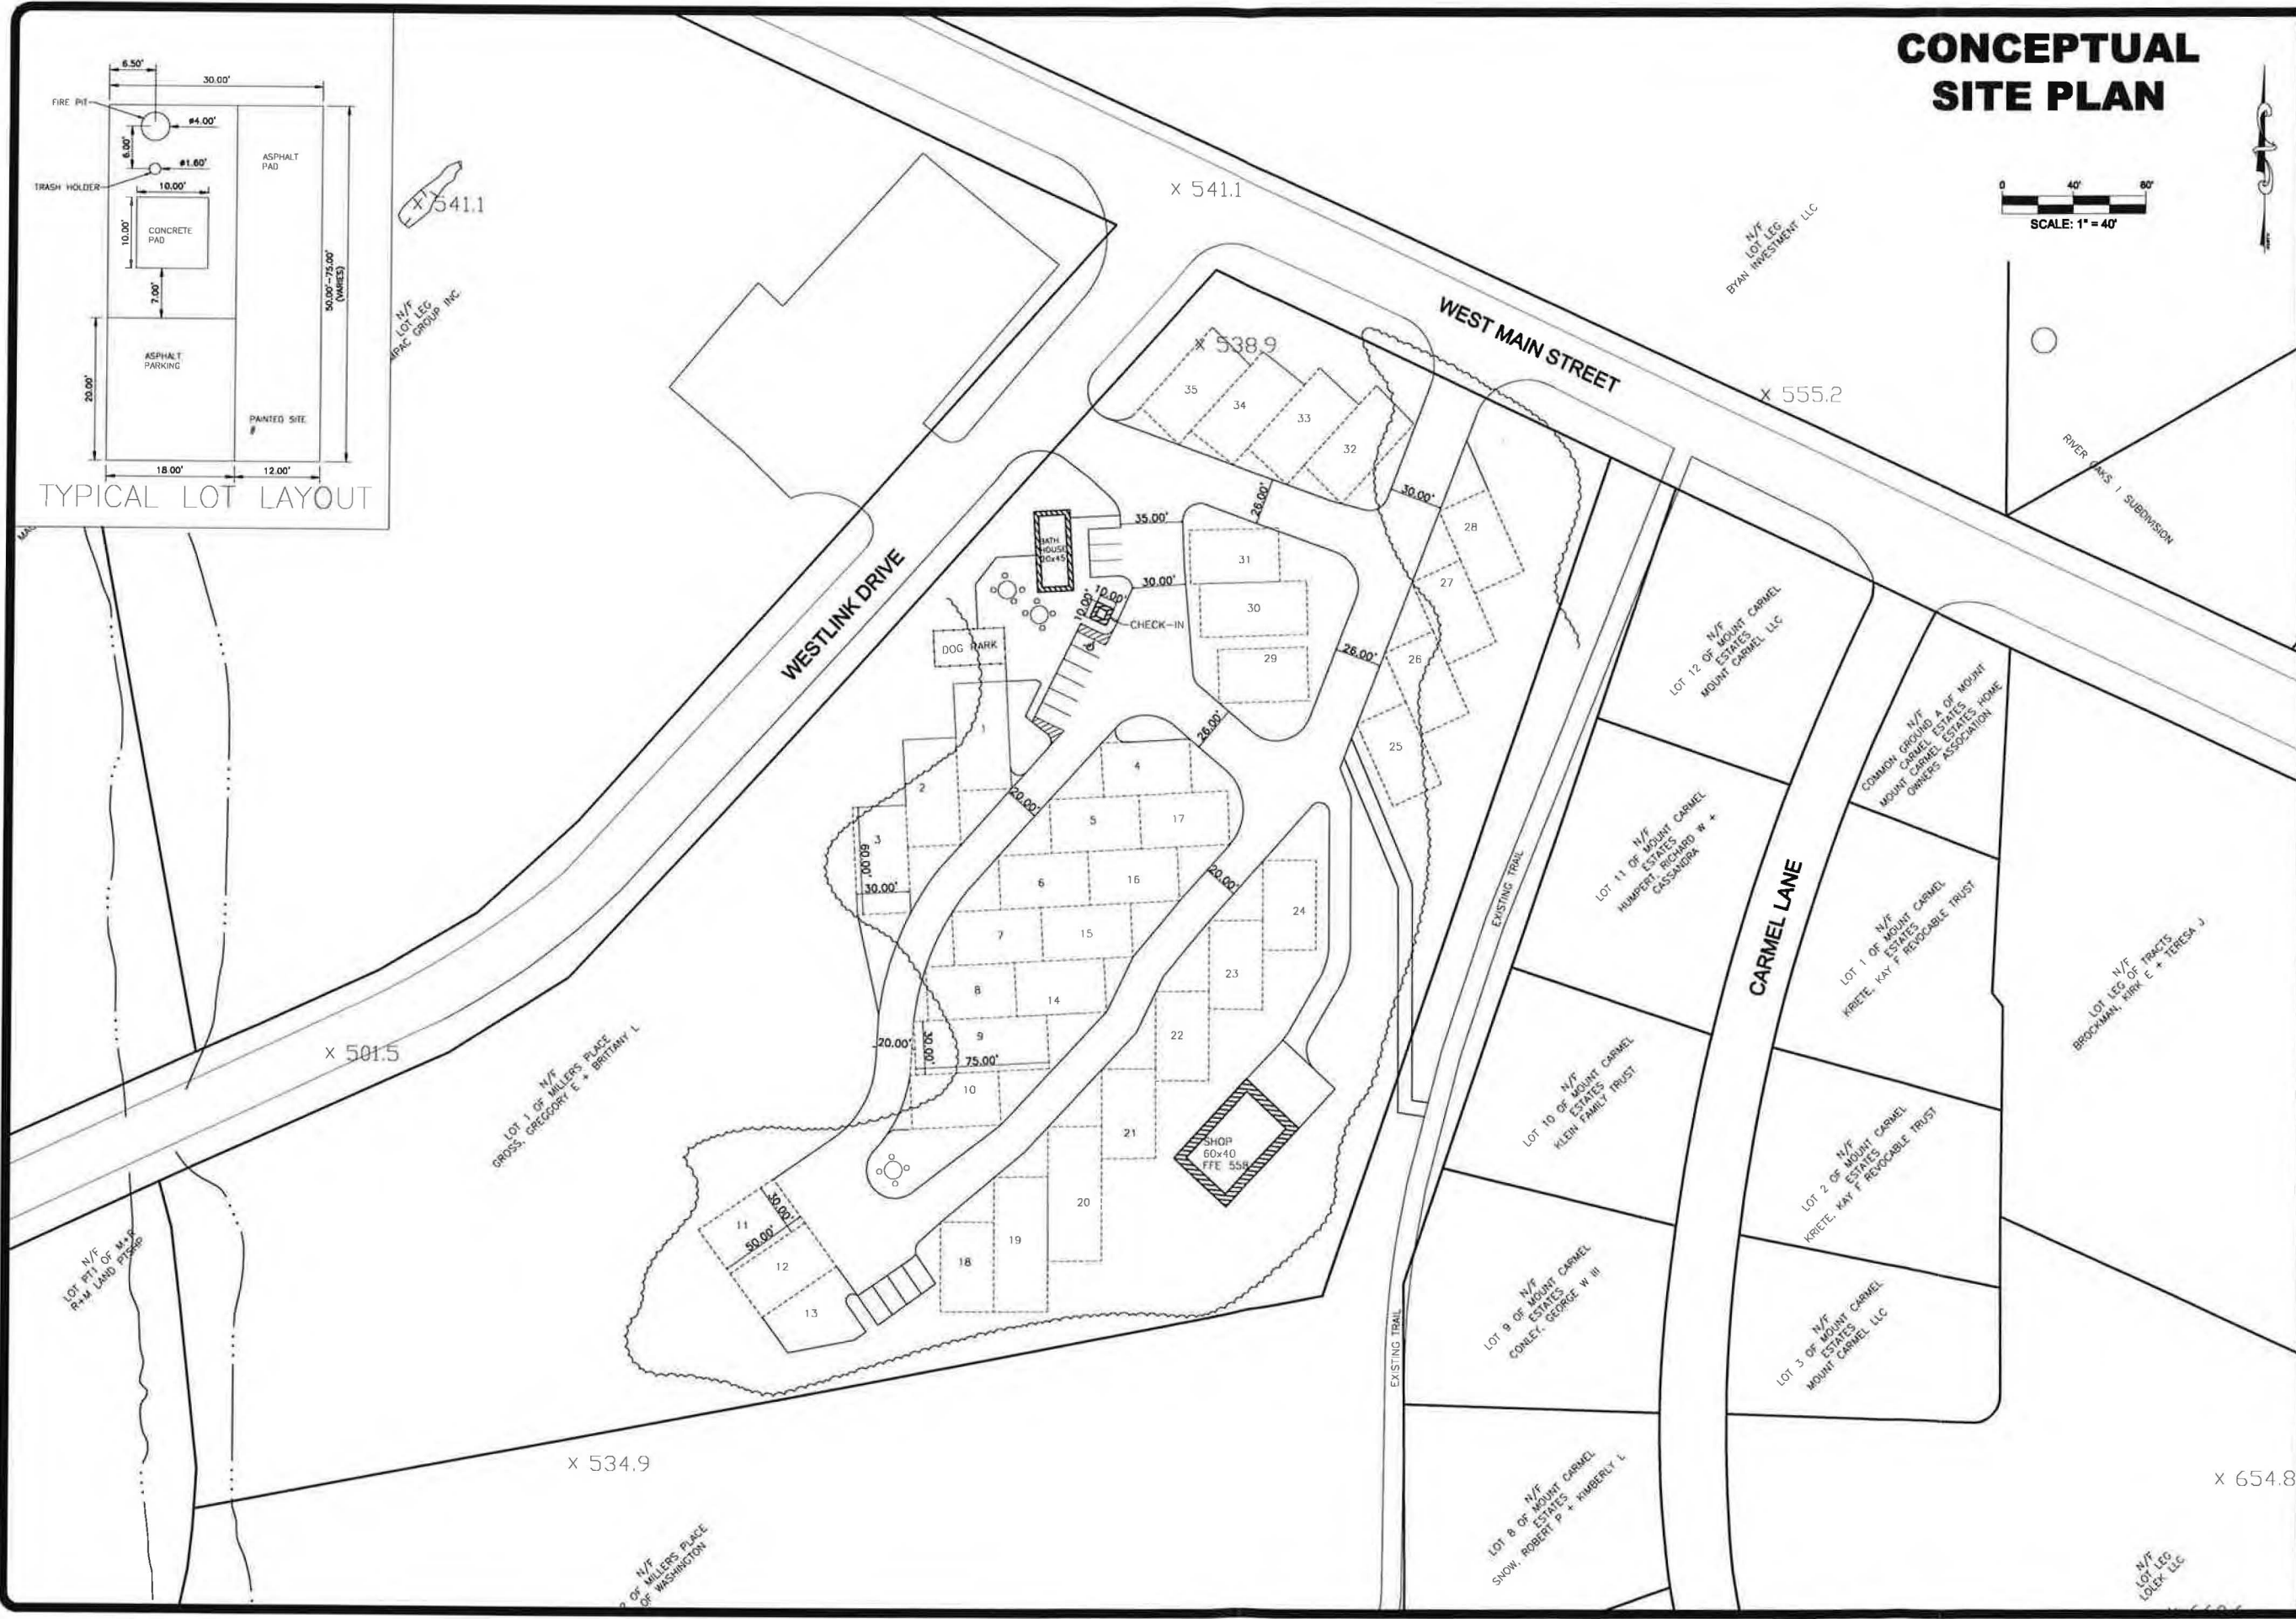 CONCEPTUAL
SITE PLAN
0 40' 80'
SCALE: 1" = 40'
6.50'
30.00'
FIRE PIT
ø4.00'
6.00'
ø1.60'
TRASH HOLDER
10.00'
10.00'
CONCRETE
PAD
ASPHALT
PAD
7.00'
50.00'-75.00'
(VARIES)
ASPHALT
PARKING
20.00'
PAINTED SITE
#
18.00'
12.00'
TYPICAL LOT LAYOUT
X 541.1
N/F
LOT LEG
GROUP INC.
X 541.1
N/F
LOT LEG
BYAN INVESTMENT LLC
WEST MAIN STREET
X 538.9
X 555.2
RIVER OAKS 1 SUBDIVISION
35
34
33
32
30.00'
26.00'
28
27
26
25
26.00'
35.00'
BATH
HOUSE
20x45
31
30.00'
30
29
10.00'
10.00'
CHECK-IN
DOG PARK
WESTLINK DRIVE
26.00'
1
2
3
60.00'
30.00'
20.00'
4
5
17
6
16
20.00'
7
15
24
8
14
23
9
20.00'
30.00'
75.00'
22
10
21
SHOP
60x40
FFE 558
20
19
18
11
30.00'
50.00'
12
13
X 501.5
N/F
LOT 1 OF MILLERS PLACE
GROSS, GREGGORY E + BRITTANY L
N/F
LOT PT1 OF M+R
R+M LAND PTSHP
X 534.9
N/F
OF MILLERS PLACE
OF WASHINGTON
EXISTING TRAIL
EXISTING TRAIL
CARMEL LANE
N/F
LOT 12 OF MOUNT CARMEL
ESTATES
MOUNT CARMEL LLC
N/F
COMMON GROUND A OF MOUNT
CARMEL ESTATES
MOUNT CARMEL ESTATES HOME
OWNERS ASSOCIATION
N/F
LOT 11 OF MOUNT CARMEL
ESTATES
HUMPERT, RICHARD W +
CASSANDRA
N/F
LOT 1 OF MOUNT CARMEL
ESTATES
KRIETE, KAY F REVOCABLE TRUST
N/F
LOT LEG OF TRACTS
BROCKMAN, KIRK E + TERESA J
N/F
LOT 10 OF MOUNT CARMEL
ESTATES
KLEIN FAMILY TRUST
N/F
LOT 2 OF MOUNT CARMEL
ESTATES
KRIETE, KAY F REVOCABLE TRUST
N/F
LOT 9 OF MOUNT CARMEL
ESTATES
CONLEY, GEORGE W III
N/F
LOT 3 OF MOUNT CARMEL
ESTATES
MOUNT CARMEL LLC
N/F
LOT 8 OF MOUNT CARMEL
ESTATES
SNOW, ROBERT P + KIMBERLY L
X 654.8
N/F
LOT LEG
LOLEK LLC